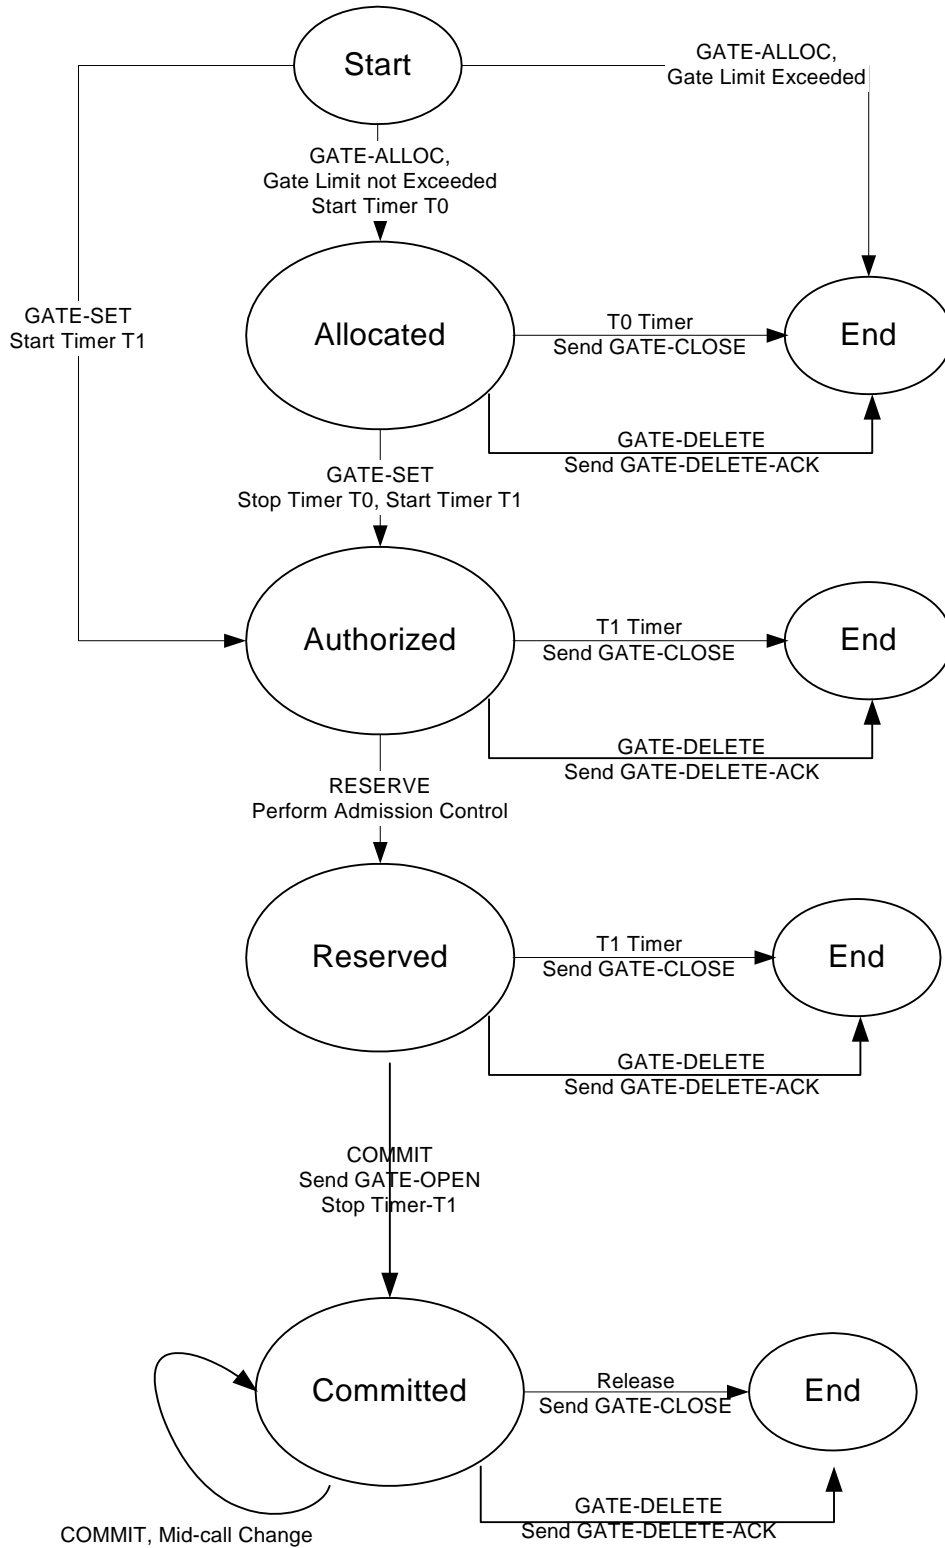 Start
GATE-ALLOC,
Gate Limit Exceeded
GATE-ALLOC,
Gate Limit not Exceeded
Start Timer T0
GATE-SET
Start Timer T1
Allocated
T0 Timer
Send GATE-CLOSE
End
GATE-DELETE
Send GATE-DELETE-ACK
GATE-SET
Stop Timer T0, Start Timer T1
Authorized
T1 Timer
Send GATE-CLOSE
End
GATE-DELETE
Send GATE-DELETE-ACK
RESERVE
Perform Admission Control
Reserved
T1 Timer
Send GATE-CLOSE
End
GATE-DELETE
Send GATE-DELETE-ACK
COMMIT
Send GATE-OPEN
Stop Timer-T1
Committed
Release
Send GATE-CLOSE
End
GATE-DELETE
Send GATE-DELETE-ACK
COMMIT, Mid-call Change